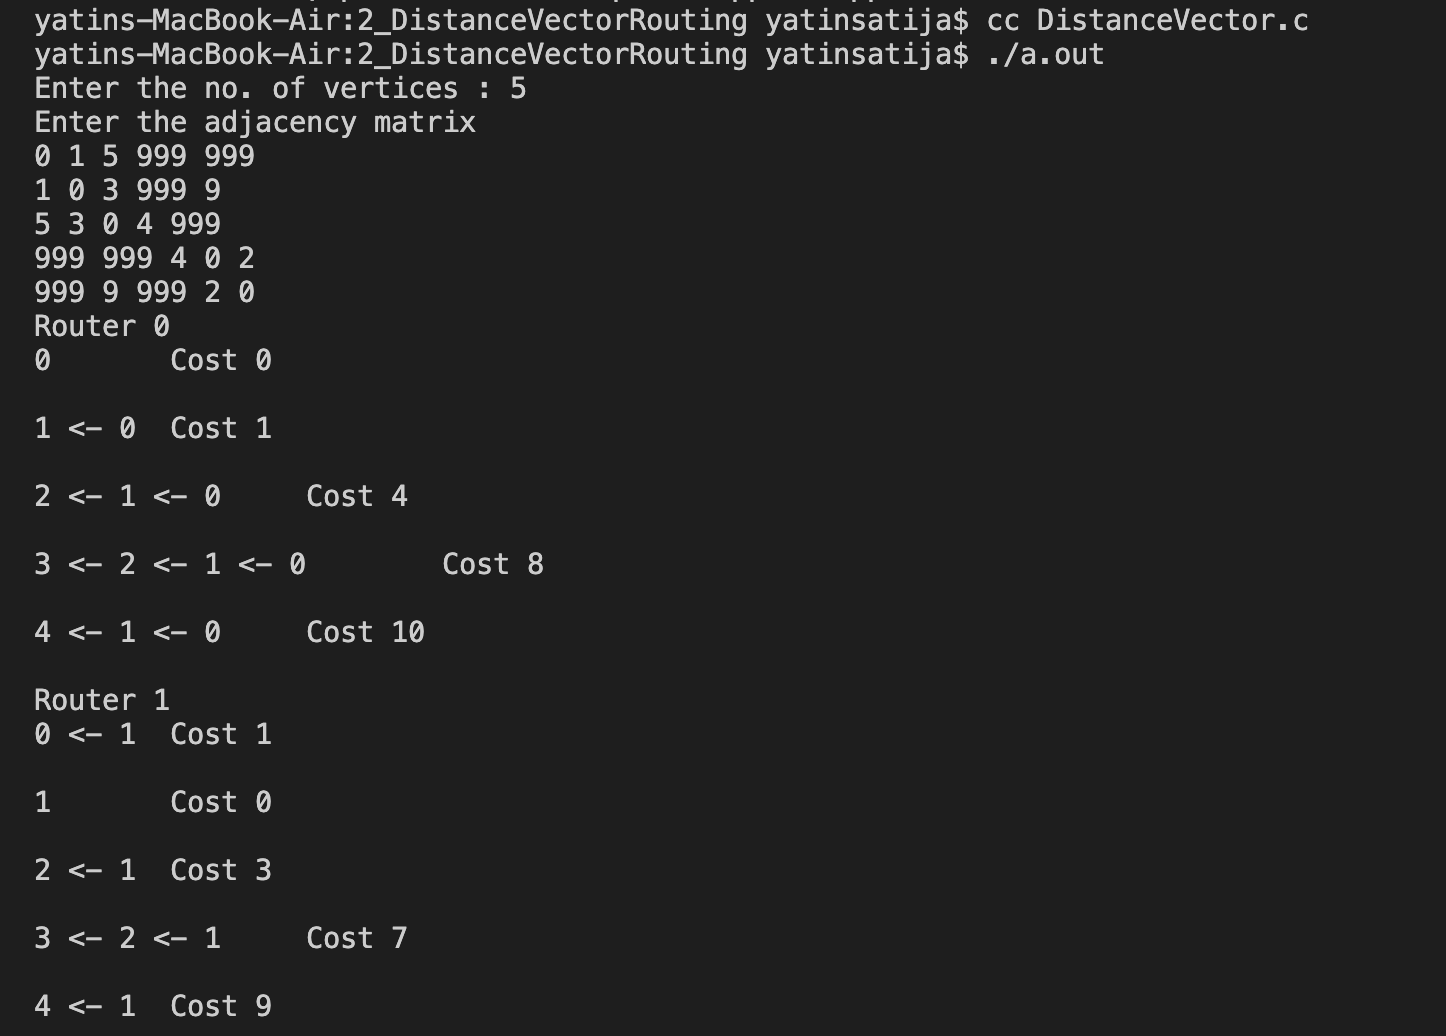 yatins-MacBook-Air:2_DistanceVectorRouting yatinsatija$ cc DistanceVector.c
yatins-MacBook-Air:2_DistanceVectorRouting yatinsatija$ ./a.out
Enter the no. of vertices : 5
Enter the adjacency matrix
0 1 5 999 999
1 0 3 999 9
5 3 0 4 999
999 999 4 0 2
999 9 999 2 0
Router 0
0       Cost 0
1 <- 0  Cost 1
2 <- 1 <- 0     Cost 4
3 <- 2 <- 1 <- 0        Cost 8
4 <- 1 <- 0     Cost 10
Router 1
0 <- 1  Cost 1
1       Cost 0
2 <- 1  Cost 3
3 <- 2 <- 1     Cost 7
4 <- 1  Cost 9